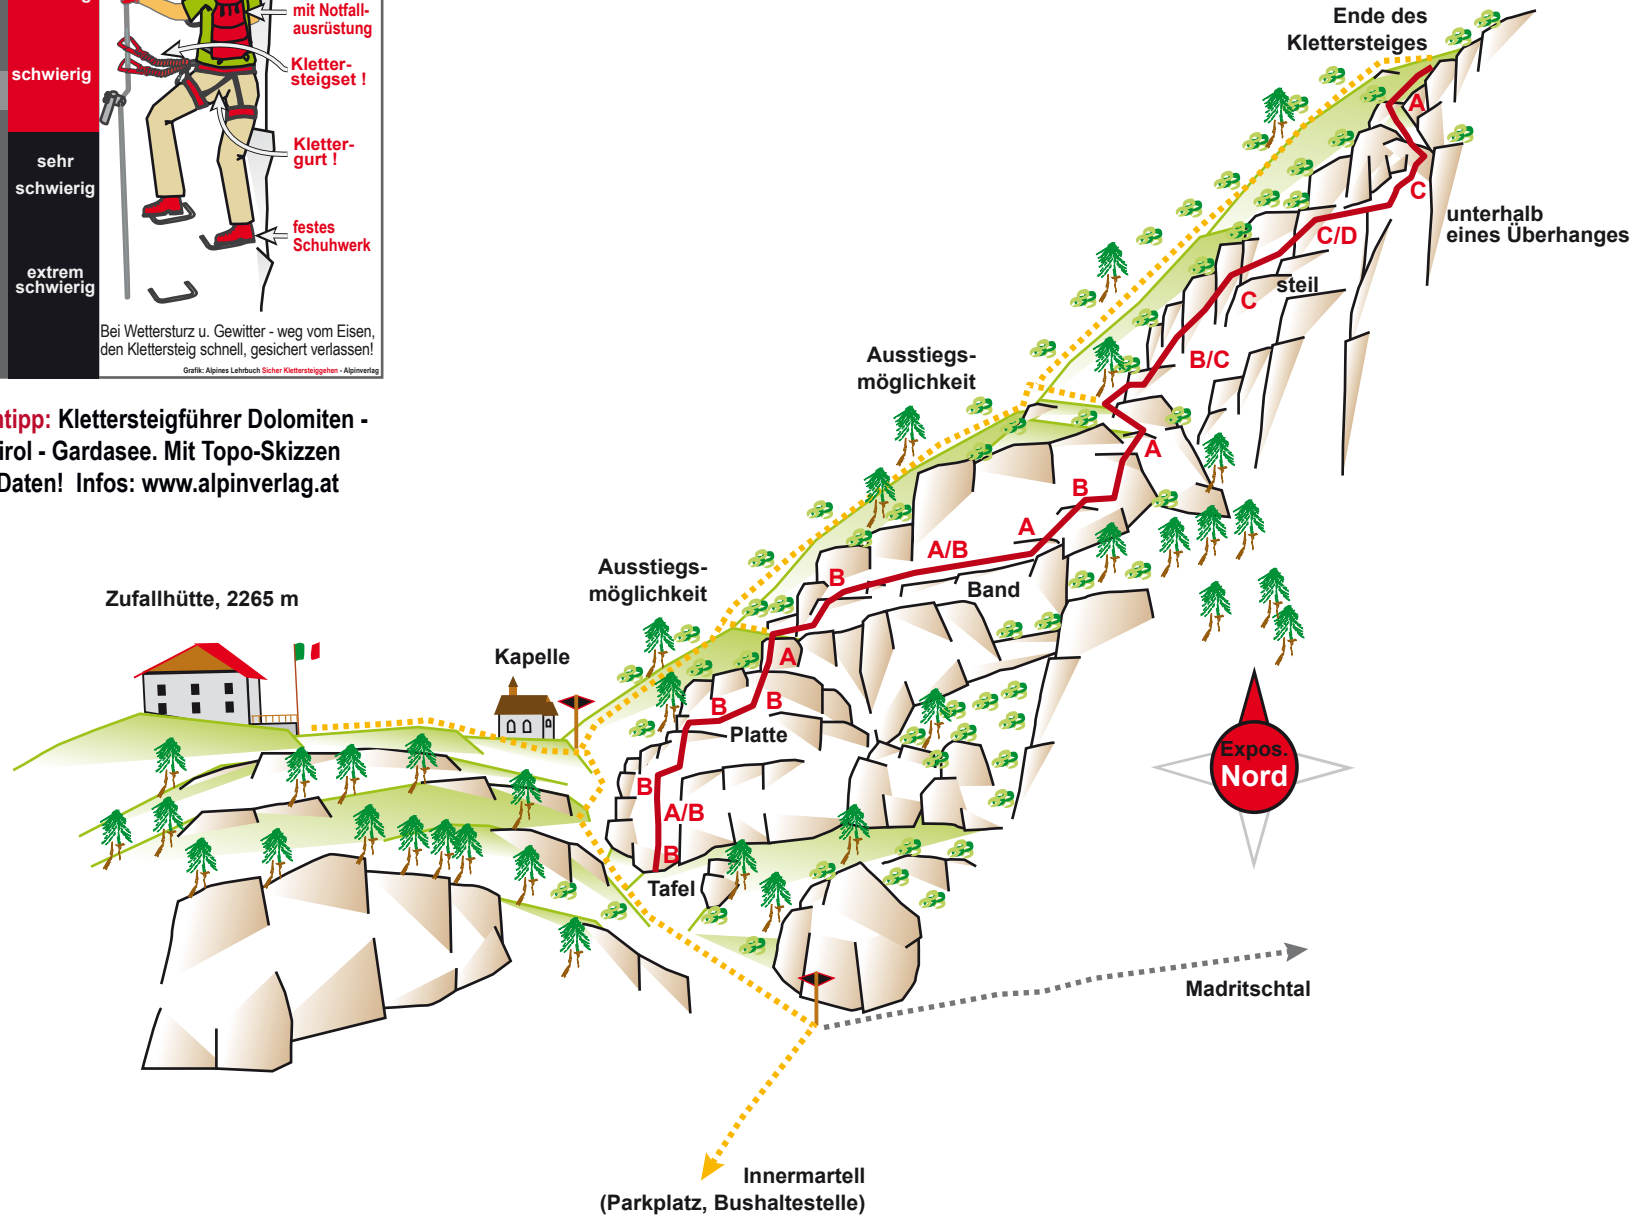 mit Notfall-
ausrüstung
Kletter-
steigset !
schwierig
Kletter-
gurt !
sehr
schwierig
festes
Schuhwerk
extrem
schwierig
Bei Wettersturz u. Gewitter - weg vom Eisen,
den Klettersteig schnell, gesichert verlassen!
Grafik: Alpines Lehrbuch Sicher Klettersteiggehen - Alpinverlag
ntipp: Klettersteigführer Dolomiten -
irol - Gardasee. Mit Topo-Skizzen
Daten! Infos: www.alpinverlag.at
Ende des
Klettersteiges
A
C
unterhalb
eines Überhanges
C/D
steil
C
B/C
Ausstiegs-
möglichkeit
A
B
A
A/B
B
Band
Ausstiegs-
möglichkeit
Zufallhütte, 2265 m
Kapelle
A
B
B
Platte
B
A/B
B
Tafel
Expos.
Nord
Madritschtal
Innermartell
(Parkplatz, Bushaltestelle)